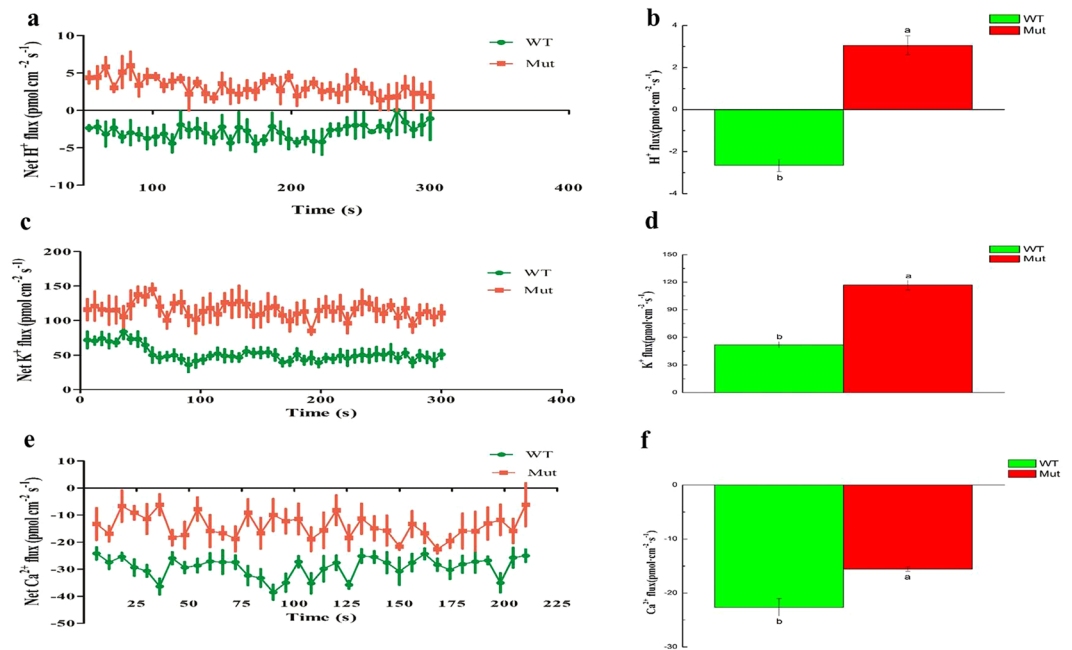 a
Net H⁺ flux (pmol cm⁻² s⁻¹)
10
5
0
-5
-10
WT
Mut
100
200
300
400
Time (s)
b
H⁺ flux(pmol·cm⁻²·s⁻¹)
4
2
0
-2
-4
WT
Mut
a
b
c
Net K⁺ flux (pmol cm⁻² s⁻¹)
200
150
100
50
0
WT
Mut
0
100
200
300
400
Time (s)
d
K⁺ flux(pmol·cm⁻²·s⁻¹)
150
120
90
60
30
0
WT
Mut
b
a
e
Net Ca²⁺ flux (pmol cm⁻² s⁻¹)
10
0
-10
-20
-30
-40
-50
WT
Mut
25
50
75
100
125
150
175
200
225
Time (s)
f
Ca²⁺ flux(pmol·cm⁻²·s⁻¹)
0
-10
-20
-30
WT
Mut
a
b